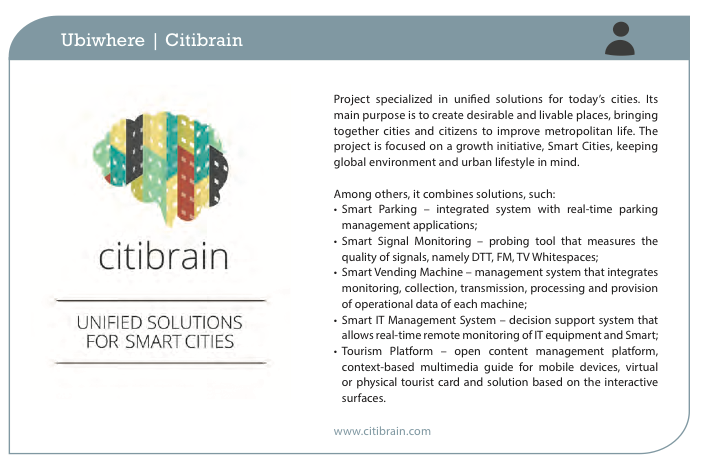 Ubiwhere | Citibrain
citibrain
UNIFIED SOLUTIONS
FOR SMART CITIES
Project specialized in unified solutions for today's cities. Its
main purpose is to create desirable and livable places, bringing
together cities and citizens to improve metropolitan life. The
project is focused on a growth initiative, Smart Cities, keeping
global environment and urban lifestyle in mind.
Among others, it combines solutions, such:
• Smart Parking – integrated system with real-time parking
management applications;
• Smart Signal Monitoring – probing tool that measures the
quality of signals, namely DTT, FM, TV Whitespaces;
• Smart Vending Machine – management system that integrates
monitoring, collection, transmission, processing and provision
of operational data of each machine;
• Smart IT Management System – decision support system that
allows real-time remote monitoring of IT equipment and Smart;
• Tourism Platform – open content management platform,
context-based multimedia guide for mobile devices, virtual
or physical tourist card and solution based on the interactive
surfaces.
www.citibrain.com